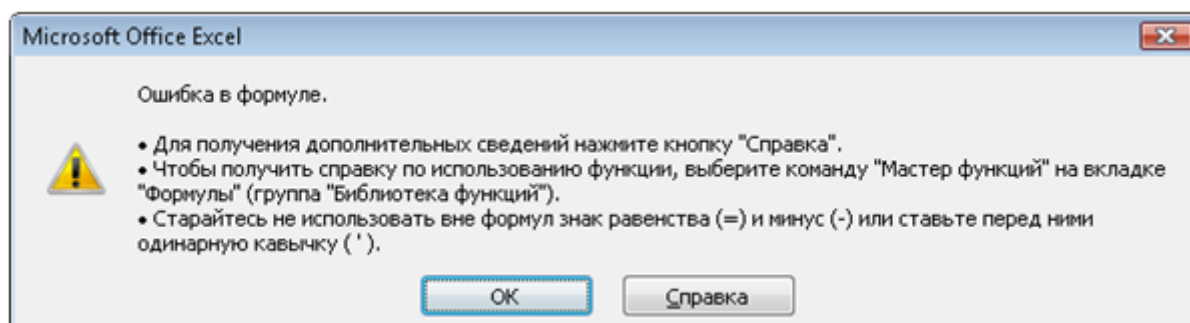 Microsoft Office Excel
Ошибка в формуле.
• Для получения дополнительных сведений нажмите кнопку "Справка".
• Чтобы получить справку по использованию функции, выберите команду "Мастер функций" на вкладке
"Формулы" (группа "Библиотека функций").
• Старайтесь не использовать вне формул знак равенства (=) и минус (-) или ставьте перед ними
одинарную кавычку ( ' ).
ОК
Справка